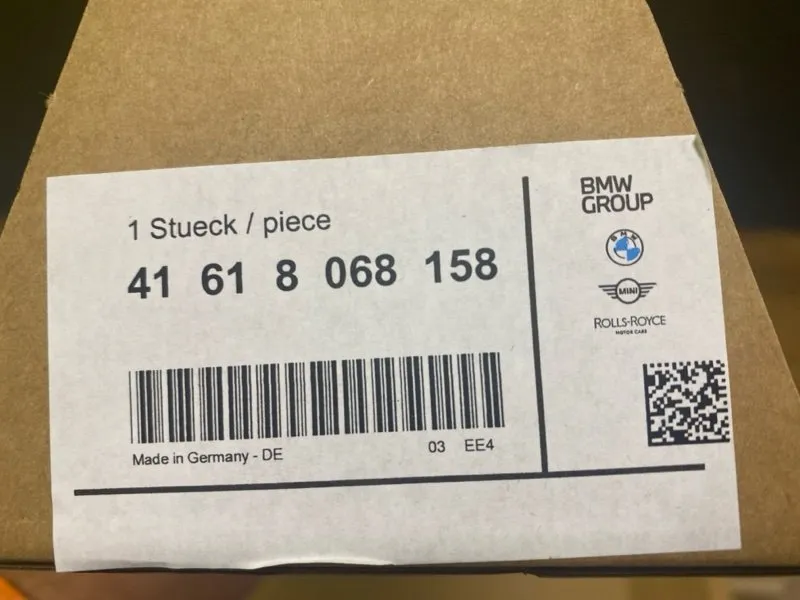 1 Stueck / piece
41 61 8 068 158
Made in Germany - DE
03 EE4
BMW
GROUP
BMW
MINI
ROLLS-ROYCE
MOTOR CARS